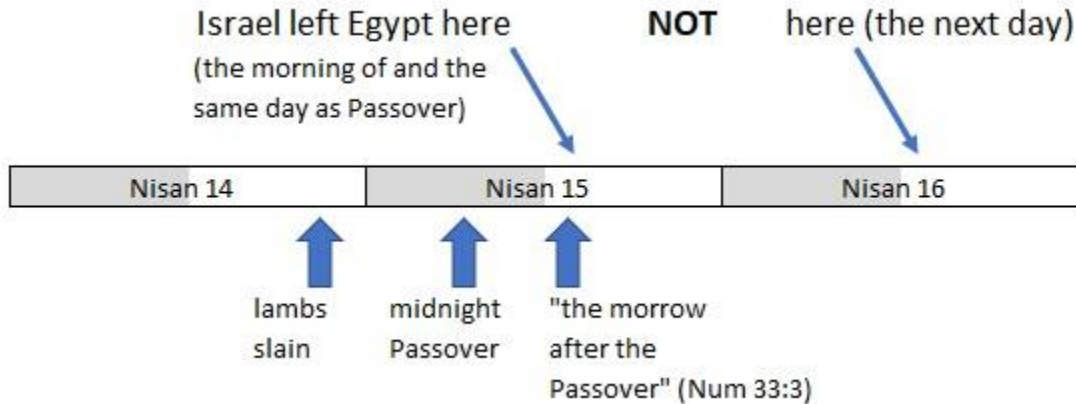 Israel left Egypt here NOT here (the next day)
(the morning of and the
same day as Passover)
Nisan 14 Nisan 15 Nisan 16
lambs
slain
midnight
Passover
"the morrow
after the
Passover" (Num 33:3)